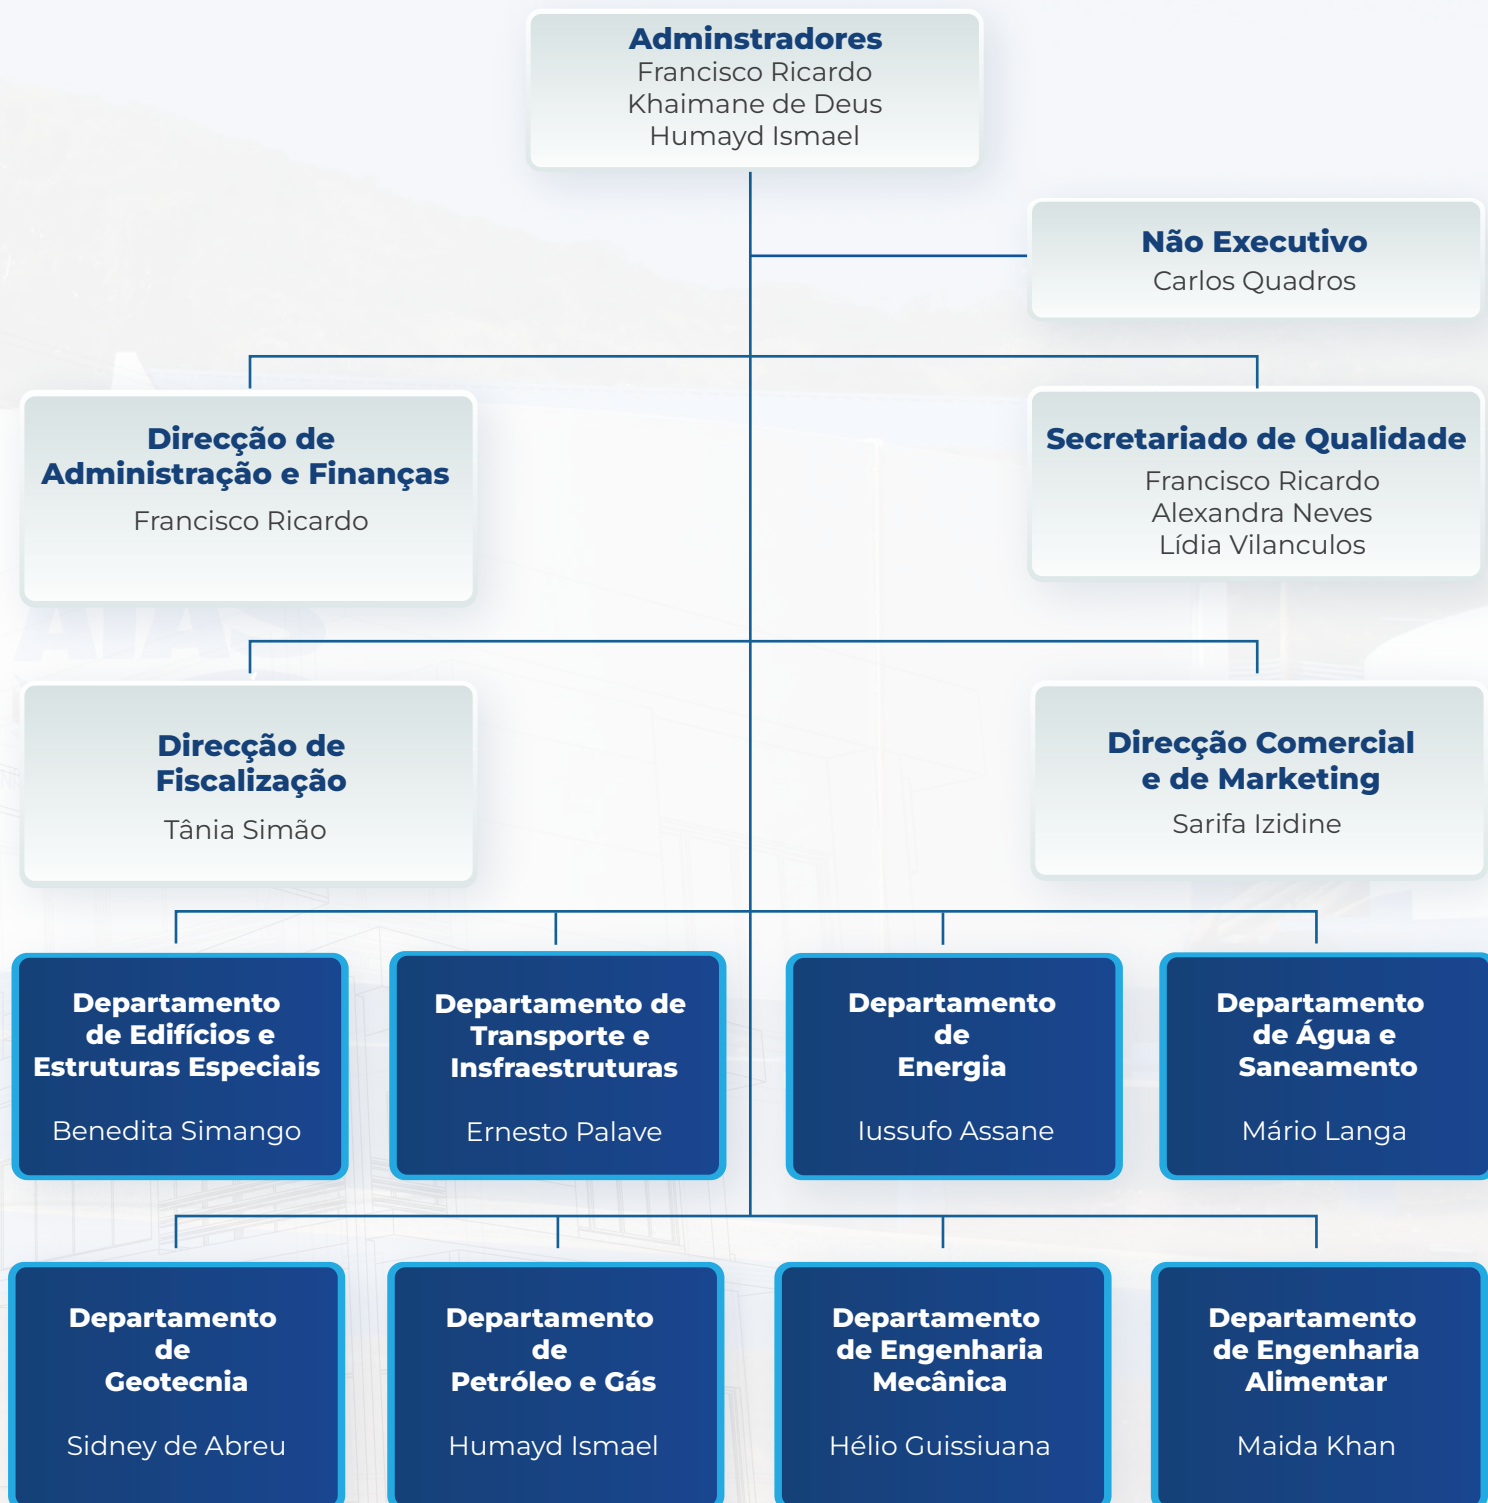 Adminstradores
Francisco Ricardo
Khaimane de Deus
Humayd Ismael
Não Executivo
Carlos Quadros
Direcção de
Administração e Finanças
Francisco Ricardo
Secretariado de Qualidade
Francisco Ricardo
Alexandra Neves
Lídia Vilanculos
AIAS
Direcção de
Fiscalização
Tânia Simão
Direcção Comercial
e de Marketing
Sarifa Izidine
Departamento
de Edifícios e
Estruturas Especiais
Benedita Simango
Departamento de
Transporte e
Insfraestruturas
Ernesto Palave
Departamento
de
Energia
Iussufo Assane
Departamento
de Água e
Saneamento
Mário Langa
Departamento
de
Geotecnia
Sidney de Abreu
Departamento
de
Petróleo e Gás
Humayd Ismael
Departamento
de Engenharia
Mecânica
Hélio Guissiuana
Departamento
de Engenharia
Alimentar
Maida Khan